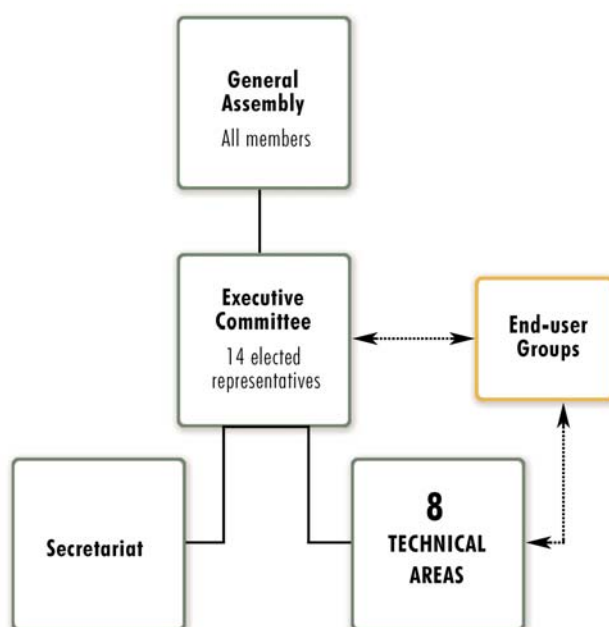 General
Assembly
All members
Executive
Committee
14 elected
representatives
End-user
Groups
Secretariat
8
TECHNICAL
AREAS